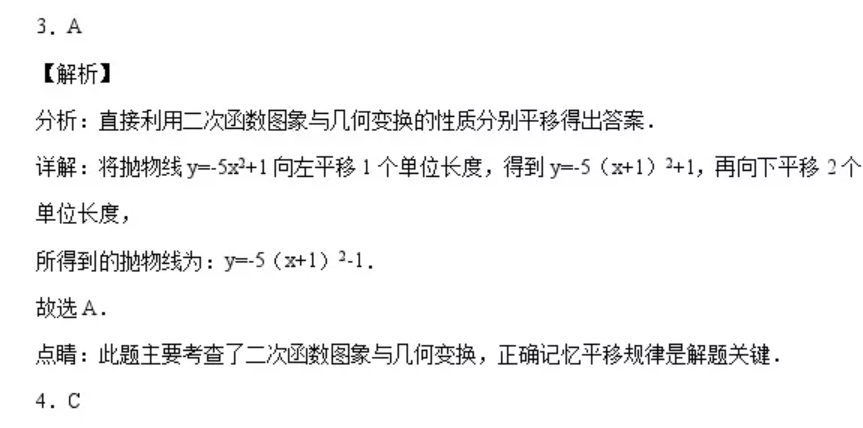 3. A
【解析】
分析：直接利用二次函数图象与几何变换的性质分别平移得出答案．
详解：将抛物线 y=-5x²+1 向左平移 1 个单位长度，得到 y=-5（x+1）²+1，再向下平移 2 个
单位长度，
所得到的抛物线为：y=-5（x+1）²-1．
故选 A．
点睛：此题主要考查了二次函数图象与几何变换，正确记忆平移规律是解题关键．
4. C